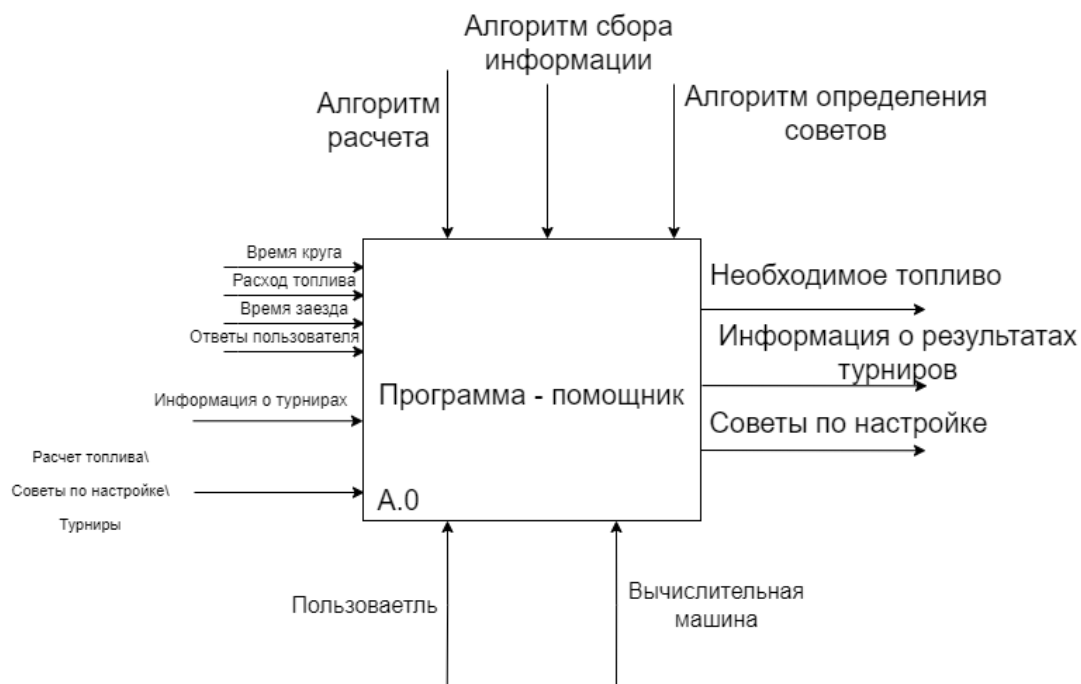 Алгоритм сбора
информации
Алгоритм
расчета
Алгоритм определения
советов
Время круга
Расход топлива
Время заезда
Ответы пользователя
Информация о турнирах
Расчет топлива\
Советы по настройке\
Турниры
Программа - помощник
А.0
Необходимое топливо
Информация о результатах
турниров
Советы по настройке
Пользоваетль
Вычислительная
машина